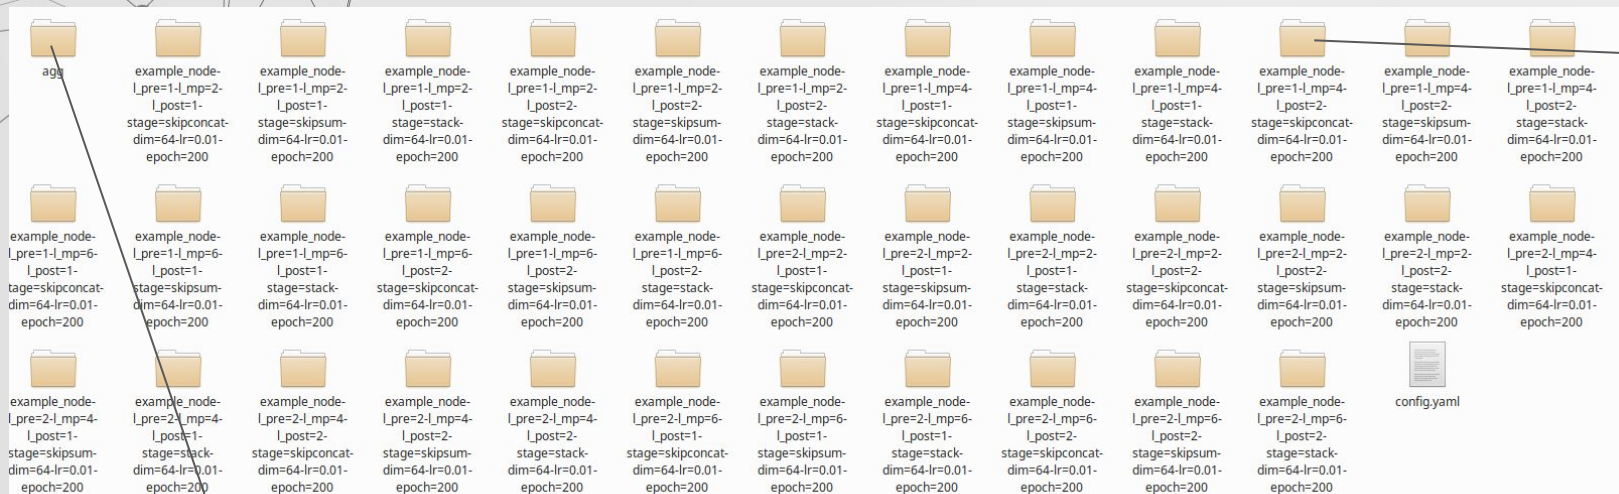 agg
example_node-
l_pre=1-l_mp=2-
l_post=1-
stage=skipconcat-
dim=64-lr=0.01-
epoch=200
example_node-
l_pre=1-l_mp=2-
l_post=1-
stage=skipsum-
dim=64-lr=0.01-
epoch=200
example_node-
l_pre=1-l_mp=2-
l_post=1-
stage=stack-
dim=64-lr=0.01-
epoch=200
example_node-
l_pre=1-l_mp=2-
l_post=2-
stage=skipconcat-
dim=64-lr=0.01-
epoch=200
example_node-
l_pre=1-l_mp=2-
l_post=2-
stage=skipsum-
dim=64-lr=0.01-
epoch=200
example_node-
l_pre=1-l_mp=2-
l_post=2-
stage=stack-
dim=64-lr=0.01-
epoch=200
example_node-
l_pre=1-l_mp=4-
l_post=1-
stage=skipconcat-
dim=64-lr=0.01-
epoch=200
example_node-
l_pre=1-l_mp=4-
l_post=1-
stage=skipsum-
dim=64-lr=0.01-
epoch=200
example_node-
l_pre=1-l_mp=4-
l_post=1-
stage=stack-
dim=64-lr=0.01-
epoch=200
example_node-
l_pre=1-l_mp=4-
l_post=2-
stage=skipconcat-
dim=64-lr=0.01-
epoch=200
example_node-
l_pre=1-l_mp=4-
l_post=2-
stage=skipsum-
dim=64-lr=0.01-
epoch=200
example_node-
l_pre=1-l_mp=4-
l_post=2-
stage=stack-
dim=64-lr=0.01-
epoch=200
example_node-
l_pre=1-l_mp=6-
l_post=1-
tage=skipconcat-
dim=64-lr=0.01-
epoch=200
example_node-
l_pre=1-l_mp=6-
l_post=1-
stage=skipsum-
dim=64-lr=0.01-
epoch=200
example_node-
l_pre=1-l_mp=6-
l_post=1-
stage=stack-
dim=64-lr=0.01-
epoch=200
example_node-
l_pre=1-l_mp=6-
l_post=2-
stage=skipconcat-
dim=64-lr=0.01-
epoch=200
example_node-
l_pre=1-l_mp=6-
l_post=2-
stage=skipsum-
dim=64-lr=0.01-
epoch=200
example_node-
l_pre=1-l_mp=6-
l_post=2-
stage=stack-
dim=64-lr=0.01-
epoch=200
example_node-
l_pre=2-l_mp=2-
l_post=1-
stage=skipconcat-
dim=64-lr=0.01-
epoch=200
example_node-
l_pre=2-l_mp=2-
l_post=1-
stage=skipsum-
dim=64-lr=0.01-
epoch=200
example_node-
l_pre=2-l_mp=2-
l_post=1-
stage=stack-
dim=64-lr=0.01-
epoch=200
example_node-
l_pre=2-l_mp=2-
l_post=2-
stage=skipconcat-
dim=64-lr=0.01-
epoch=200
example_node-
l_pre=2-l_mp=2-
l_post=2-
stage=skipsum-
dim=64-lr=0.01-
epoch=200
example_node-
l_pre=2-l_mp=2-
l_post=2-
stage=stack-
dim=64-lr=0.01-
epoch=200
example_node-
l_pre=2-l_mp=4-
l_post=1-
stage=skipconcat-
dim=64-lr=0.01-
epoch=200
example_node-
l_pre=2-l_mp=4-
l_post=1-
stage=skipsum-
dim=64-lr=0.01-
epoch=200
example_node-
l_pre=2-l_mp=4-
l_post=1-
stage=stack-
dim=64-lr=0.01-
epoch=200
example_node-
l_pre=2-l_mp=4-
l_post=2-
stage=skipconcat-
dim=64-lr=0.01-
epoch=200
example_node-
l_pre=2-l_mp=4-
l_post=2-
stage=skipsum-
dim=64-lr=0.01-
epoch=200
example_node-
l_pre=2-l_mp=4-
l_post=2-
stage=stack-
dim=64-lr=0.01-
epoch=200
example_node-
l_pre=2-l_mp=6-
l_post=1-
stage=skipconcat-
dim=64-lr=0.01-
epoch=200
example_node-
l_pre=2-l_mp=6-
l_post=1-
stage=skipsum-
dim=64-lr=0.01-
epoch=200
example_node-
l_pre=2-l_mp=6-
l_post=1-
stage=stack-
dim=64-lr=0.01-
epoch=200
example_node-
l_pre=2-l_mp=6-
l_post=2-
stage=skipconcat-
dim=64-lr=0.01-
epoch=200
example_node-
l_pre=2-l_mp=6-
l_post=2-
stage=skipsum-
dim=64-lr=0.01-
epoch=200
example_node-
l_pre=2-l_mp=6-
l_post=2-
stage=stack-
dim=64-lr=0.01-
epoch=200
config.yaml